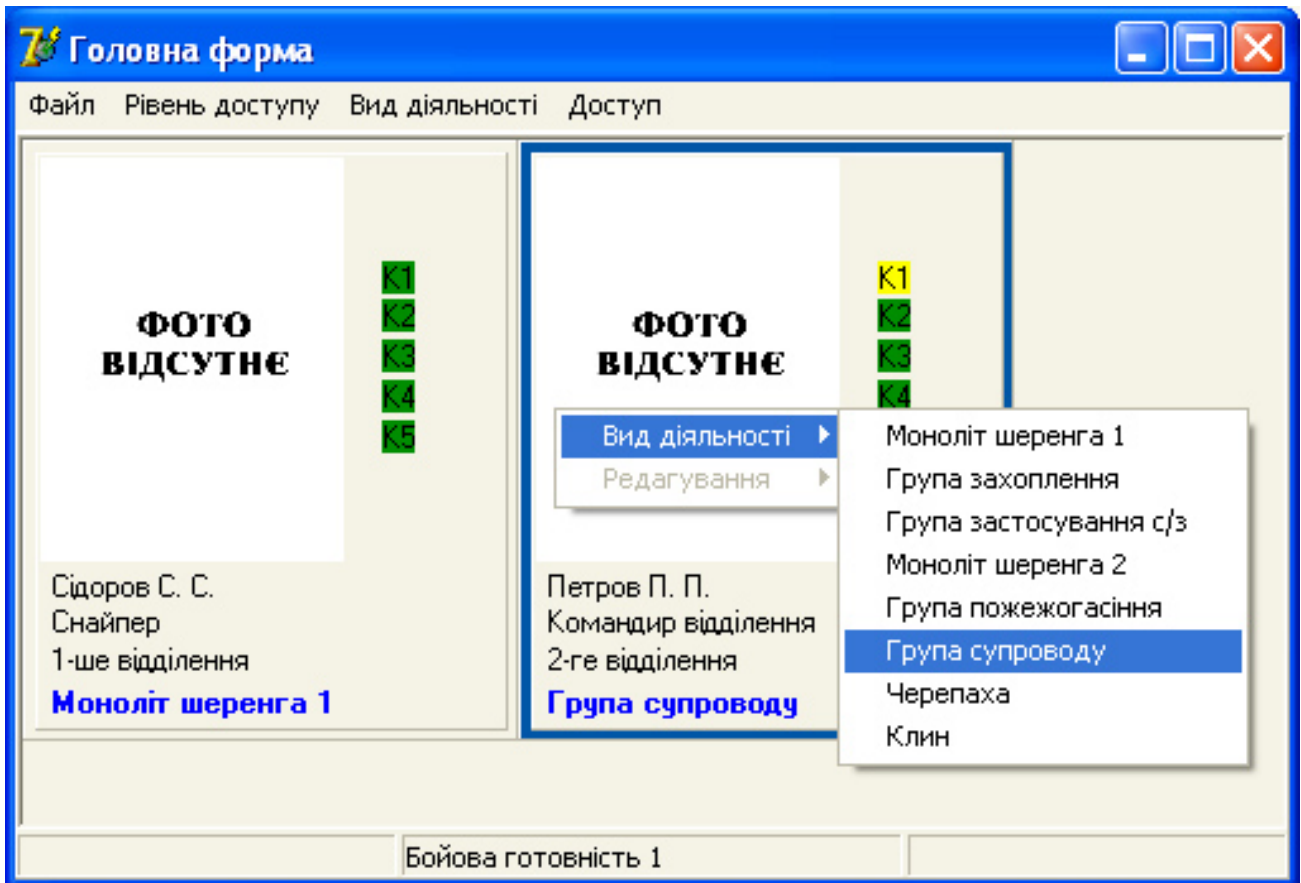 Головна форма
Файл Рівень доступу Вид діяльності Доступ
ФОТО
ВІДСУТНЄ
K1
K2
K3
K4
K5
Сідоров С. С.
Снайпер
1-ше відділення
Моноліт шеренга 1
ФОТО
ВІДСУТНЄ
K1
K2
K3
K4
Петров П. П.
Командир відділення
2-ге відділення
Група супроводу
Вид діяльності
Редагування
Моноліт шеренга 1
Група захоплення
Група застосування с/з
Моноліт шеренга 2
Група пожежогасіння
Група супроводу
Черепаха
Клин
Бойова готовність 1